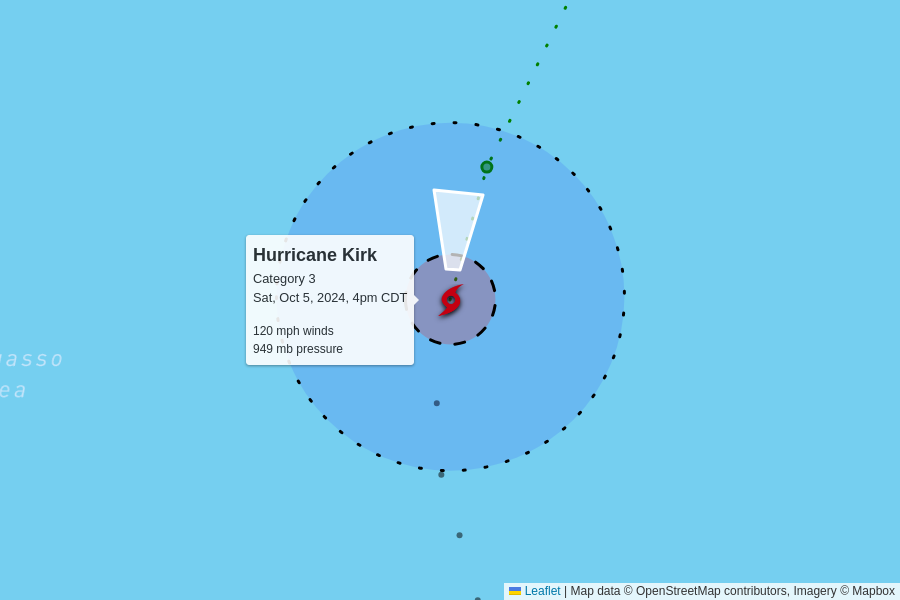 Hurricane Kirk
Category 3
Sat, Oct 5, 2024, 4pm CDT
120 mph winds
949 mb pressure
asso
ea
Leaflet | Map data © OpenStreetMap contributors, Imagery © Mapbox